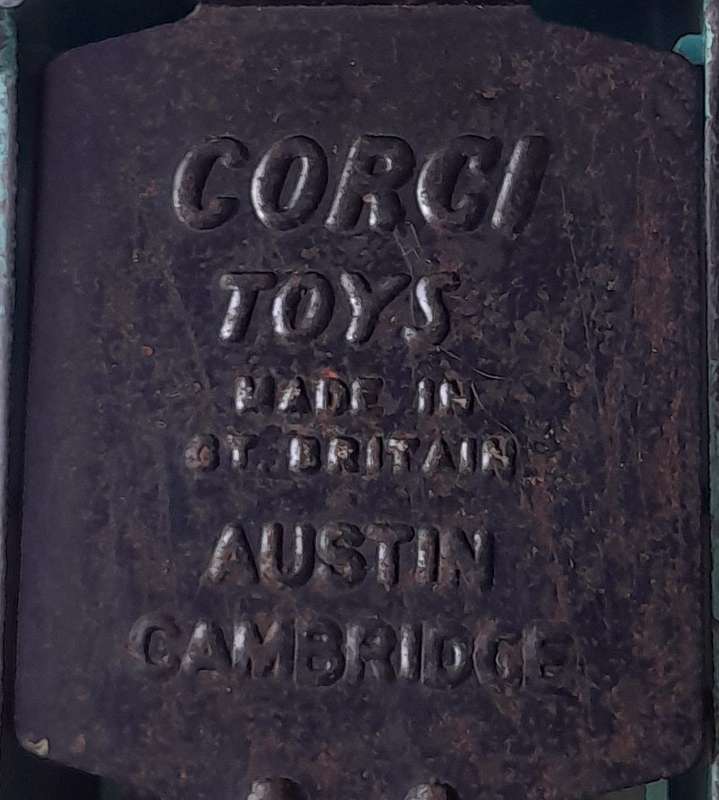 CORGI
TOYS
MADE IN
GT. BRITAIN
AUSTIN
CAMBRIDGE